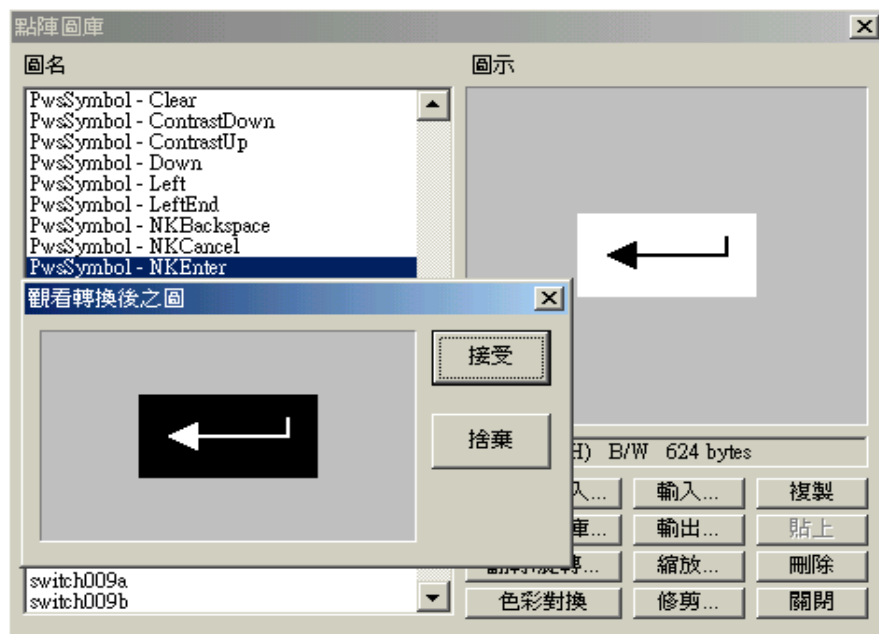 點陣圖庫
圖名
圖示
PwsSymbol - Clear
PwsSymbol - ContrastDown
PwsSymbol - ContrastUp
PwsSymbol - Down
PwsSymbol - Left
PwsSymbol - LeftEnd
PwsSymbol - NKBackspace
PwsSymbol - NKCancel
PwsSymbol - NKEnter
觀看轉換後之圖
接受
捨棄
H) B/W 624 bytes
入... 輸入... 複製
庫... 輸出... 貼上
縮放... 刪除
色彩對換 修剪... 關閉
switch009a
switch009b